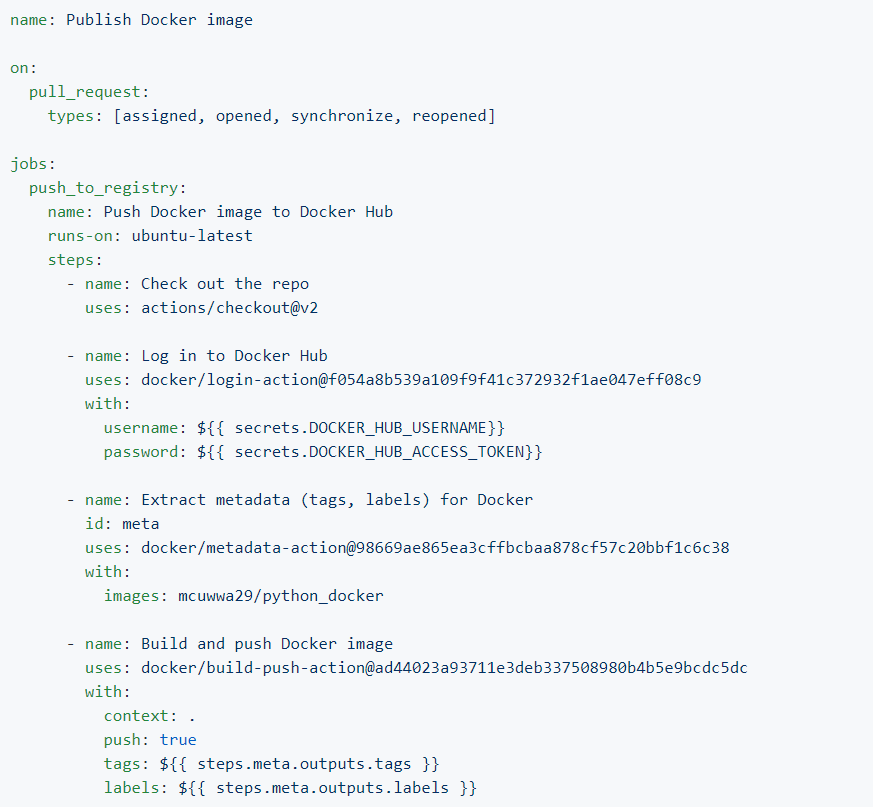 name: Publish Docker image

on:
  pull_request:
    types: [assigned, opened, synchronize, reopened]

jobs:
  push_to_registry:
    name: Push Docker image to Docker Hub
    runs-on: ubuntu-latest
    steps:
      - name: Check out the repo
        uses: actions/checkout@v2

      - name: Log in to Docker Hub
        uses: docker/login-action@f054a8b539a109f9f41c372932f1ae047eff08c9
        with:
          username: ${{ secrets.DOCKER_HUB_USERNAME}}
          password: ${{ secrets.DOCKER_HUB_ACCESS_TOKEN}}

      - name: Extract metadata (tags, labels) for Docker
        id: meta
        uses: docker/metadata-action@98669ae865ea3cffbcbaa878cf57c20bbf1c6c38
        with:
          images: mcuwwa29/python_docker

      - name: Build and push Docker image
        uses: docker/build-push-action@ad44023a93711e3deb337508980b4b5e9bcdc5dc
        with:
          context: .
          push: true
          tags: ${{ steps.meta.outputs.tags }}
          labels: ${{ steps.meta.outputs.labels }}